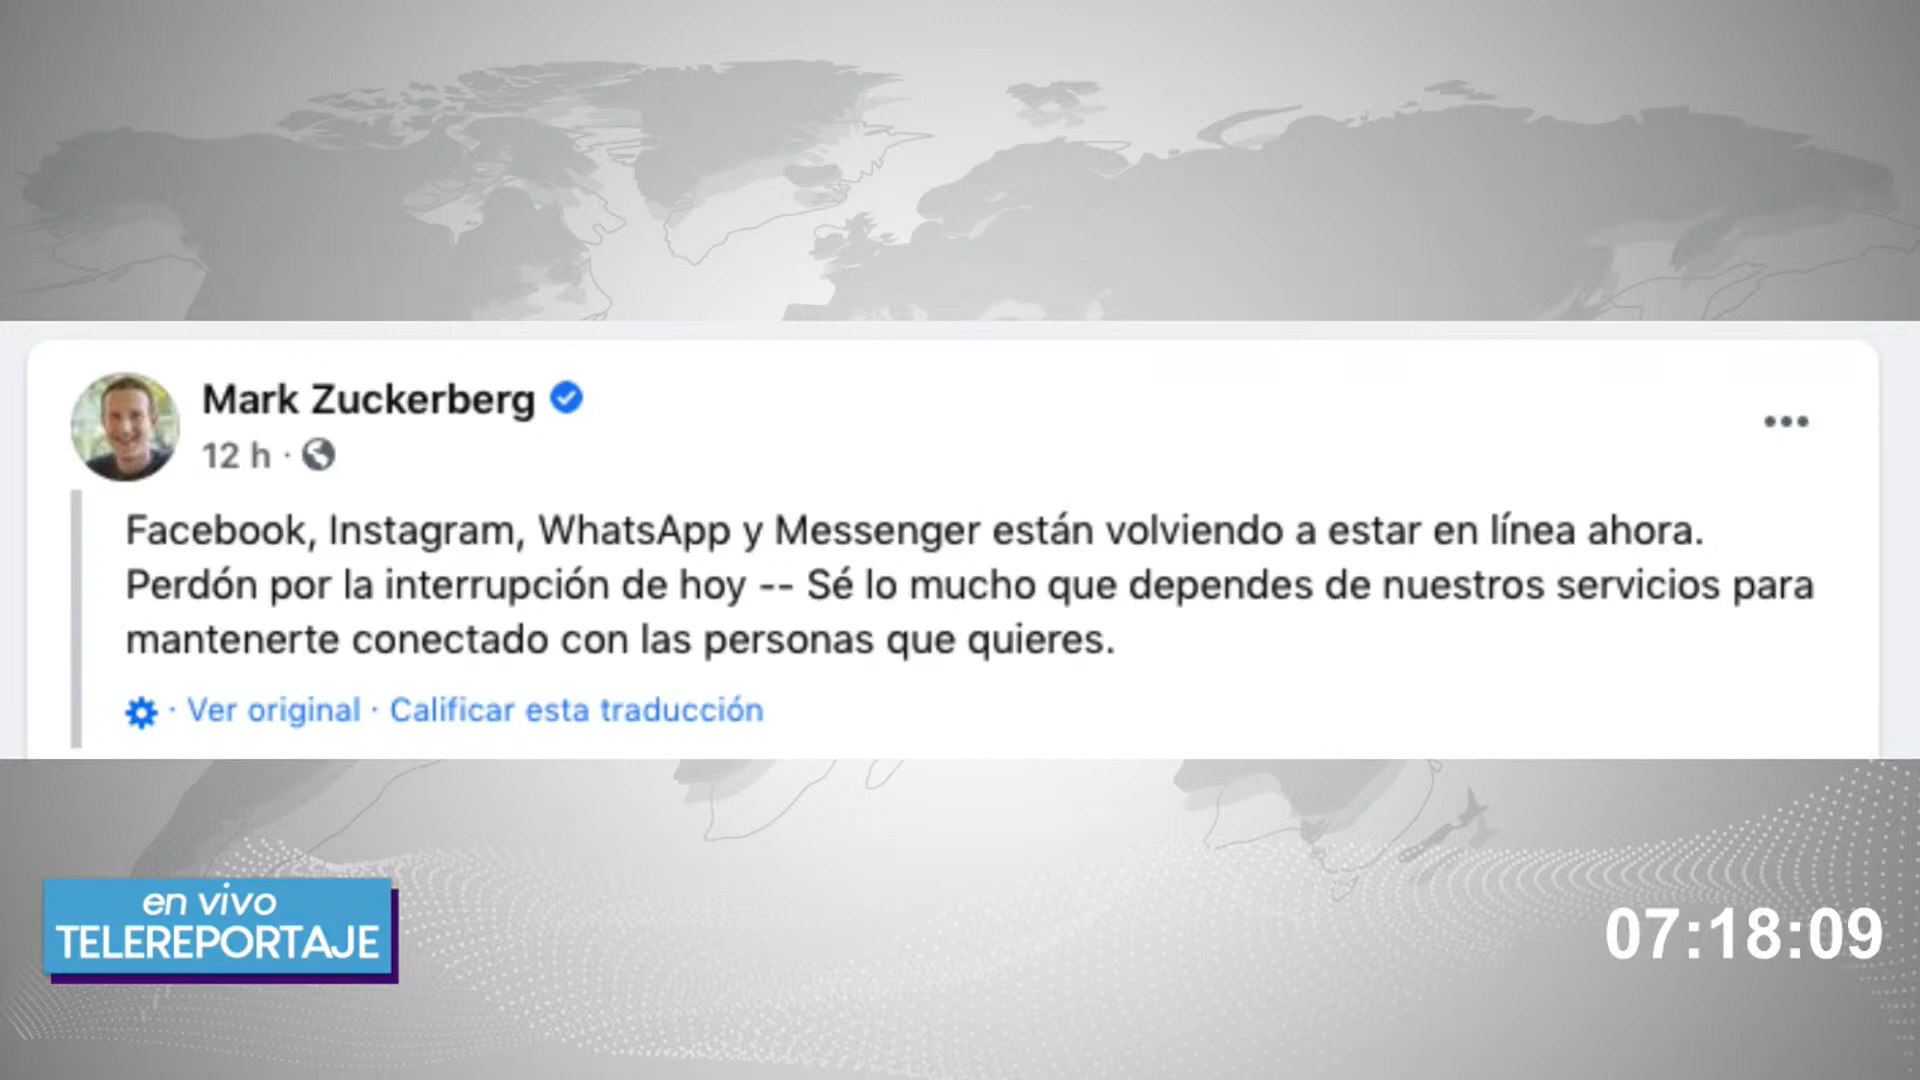 Mark Zuckerberg
12 h ·
Facebook, Instagram, WhatsApp y Messenger están volviendo a estar en línea ahora.
Perdón por la interrupción de hoy -- Sé lo mucho que dependes de nuestros servicios para
mantenerte conectado con las personas que quieres.
· Ver original · Calificar esta traducción
en vivo
TELEREPORTAJE
07:18:09